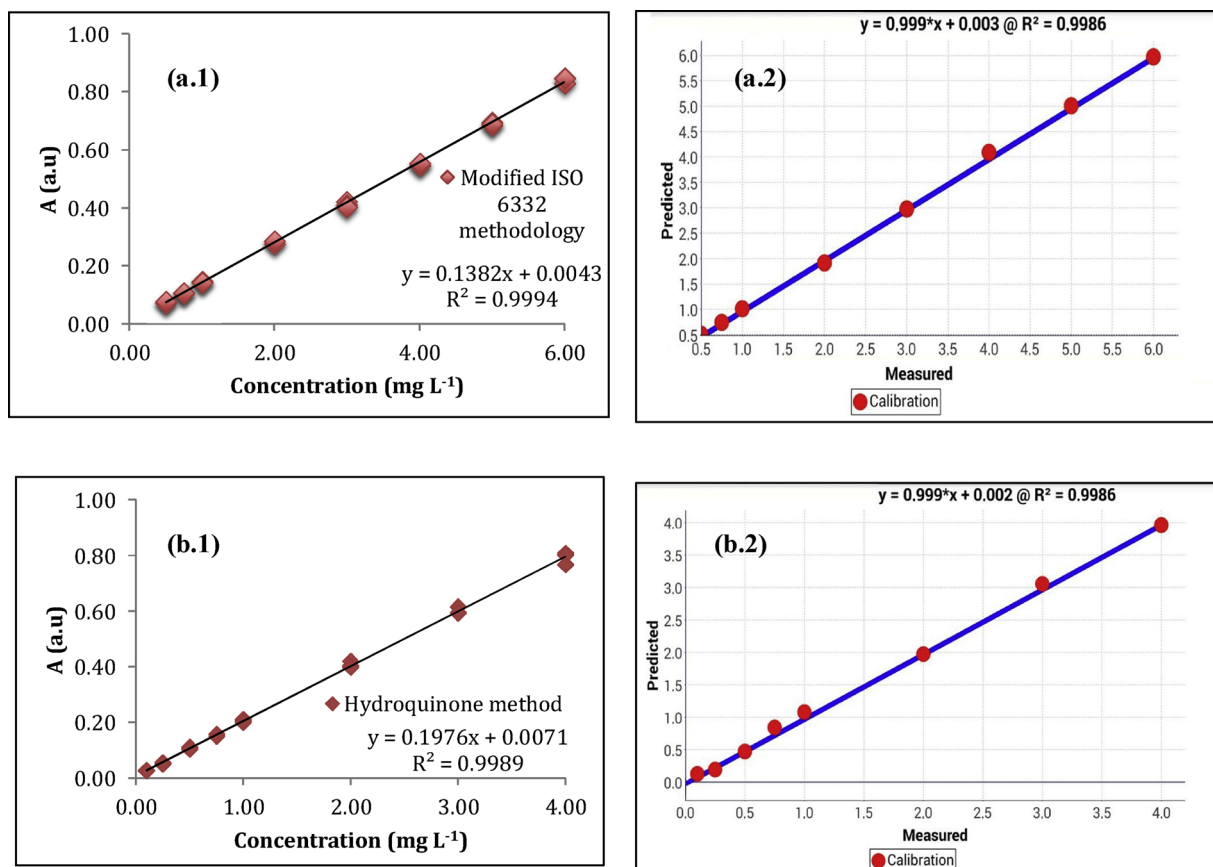 (a.1)
1.00
0.80
0.60
0.40
0.20
0.00
A (a.u)
Modified ISO
6332
methodology
y = 0.1382x + 0.0043
R² = 0.9994
0.00 2.00 4.00 6.00
Concentration (mg L⁻¹)
y = 0,999*x + 0,003 @ R² = 0.9986
(a.2)
6.0
5.5
5.0
4.5
4.0
3.5
3.0
2.5
2.0
1.5
1.0
0.5
Predicted
0.5 1.0 1.5 2.0 2.5 3.0 3.5 4.0 4.5 5.0 5.5 6.0
Measured
Calibration
(b.1)
1.00
0.80
0.60
0.40
0.20
0.00
A (a.u)
Hydroquinone method
y = 0.1976x + 0.0071
R² = 0.9989
0.00 1.00 2.00 3.00 4.00
Concentration (mg L⁻¹)
y = 0.999*x + 0.002 @ R² = 0.9986
(b.2)
4.0
3.5
3.0
2.5
2.0
1.5
1.0
0.5
0.0
Predicted
0.0 0.5 1.0 1.5 2.0 2.5 3.0 3.5 4.0
Measured
Calibration